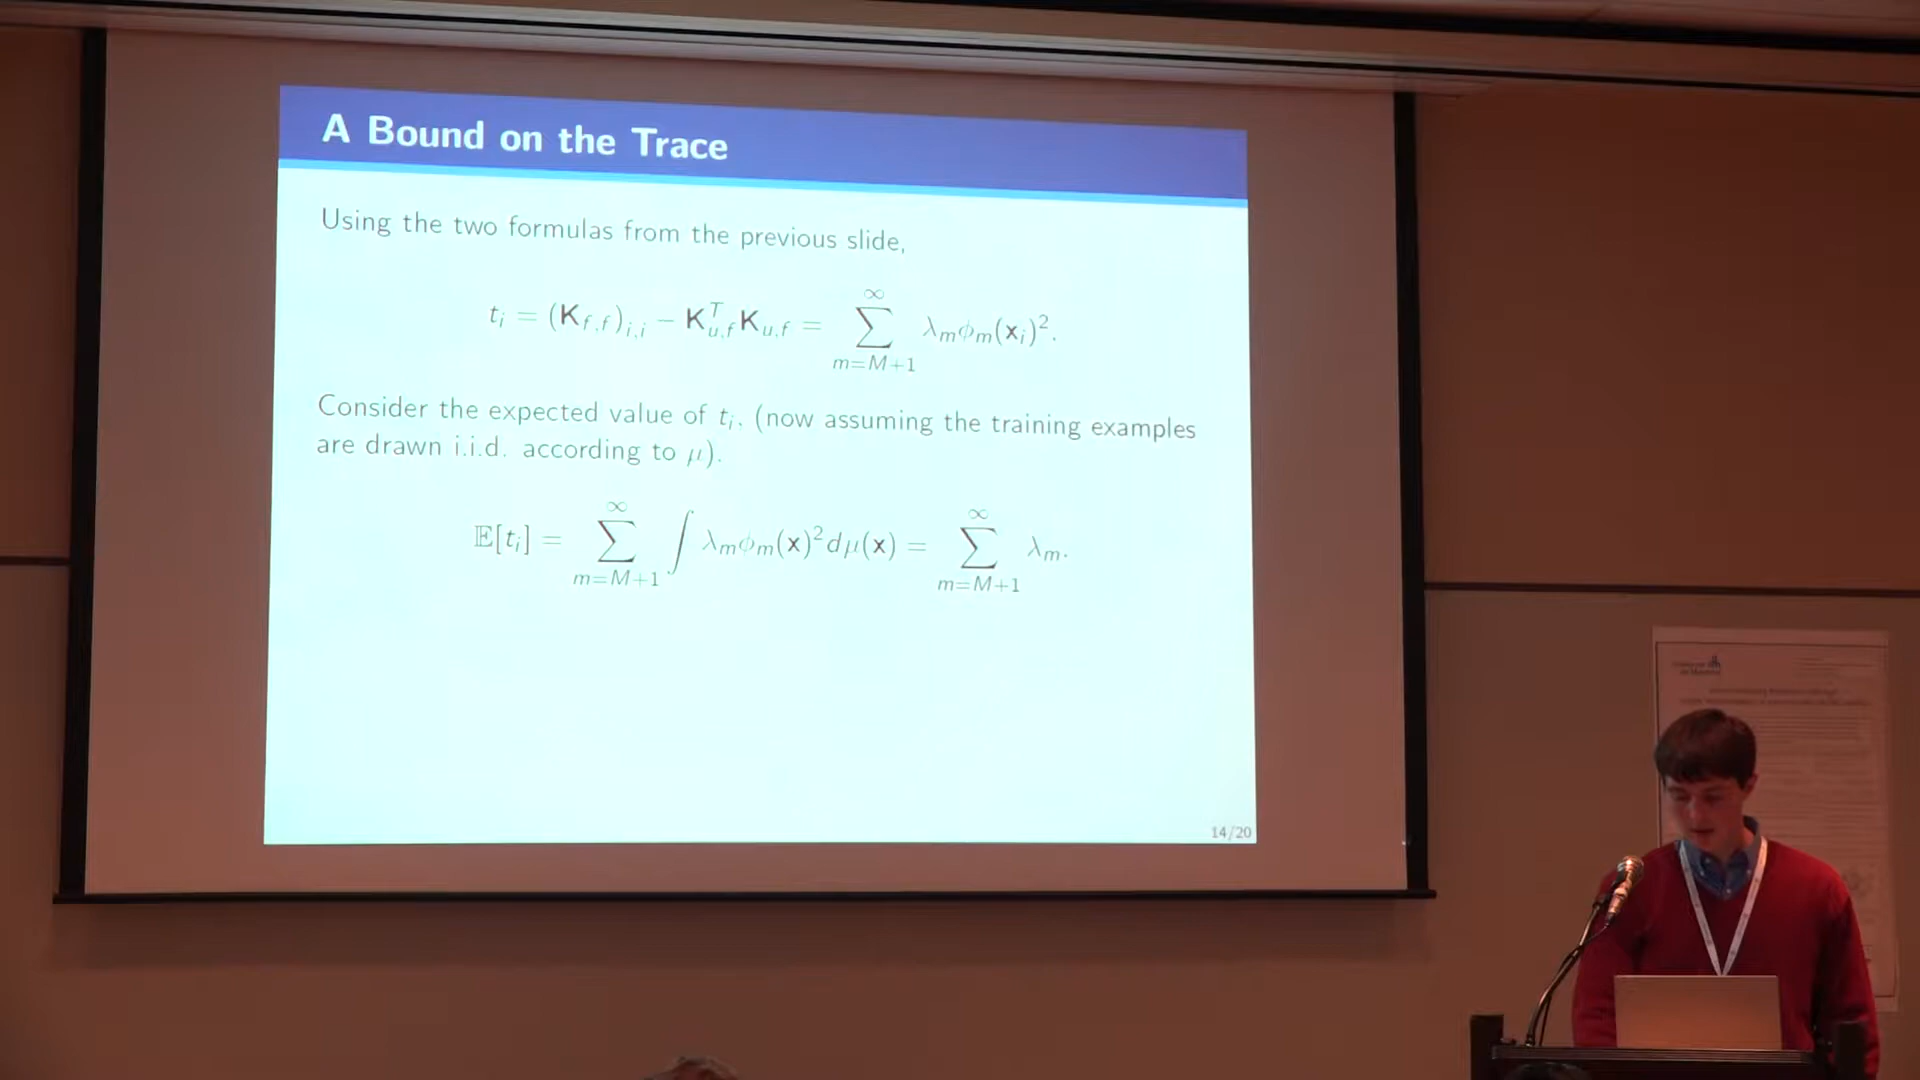 A Bound on the Trace
Using the two formulas from the previous slide,
t_i = (K_{f,f})_{i,i} − K_{u,f}^T K_{u,f} = ∑_{m=M+1}^{∞} λ_m ϕ_m(x_i)^2.
Consider the expected value of t_i, (now assuming the training examples
are drawn i.i.d. according to μ).
𝔼[t_i] = ∑_{m=M+1}^{∞} ∫ λ_m ϕ_m(x)^2 dμ(x) = ∑_{m=M+1}^{∞} λ_m.
14/20